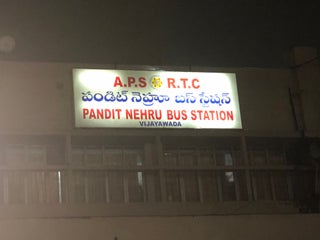 A.P.S R.T.C
పండిట్ నెహ్రూ బస్ స్టేషన్
PANDIT NEHRU BUS STATION
VIJAYAWADA